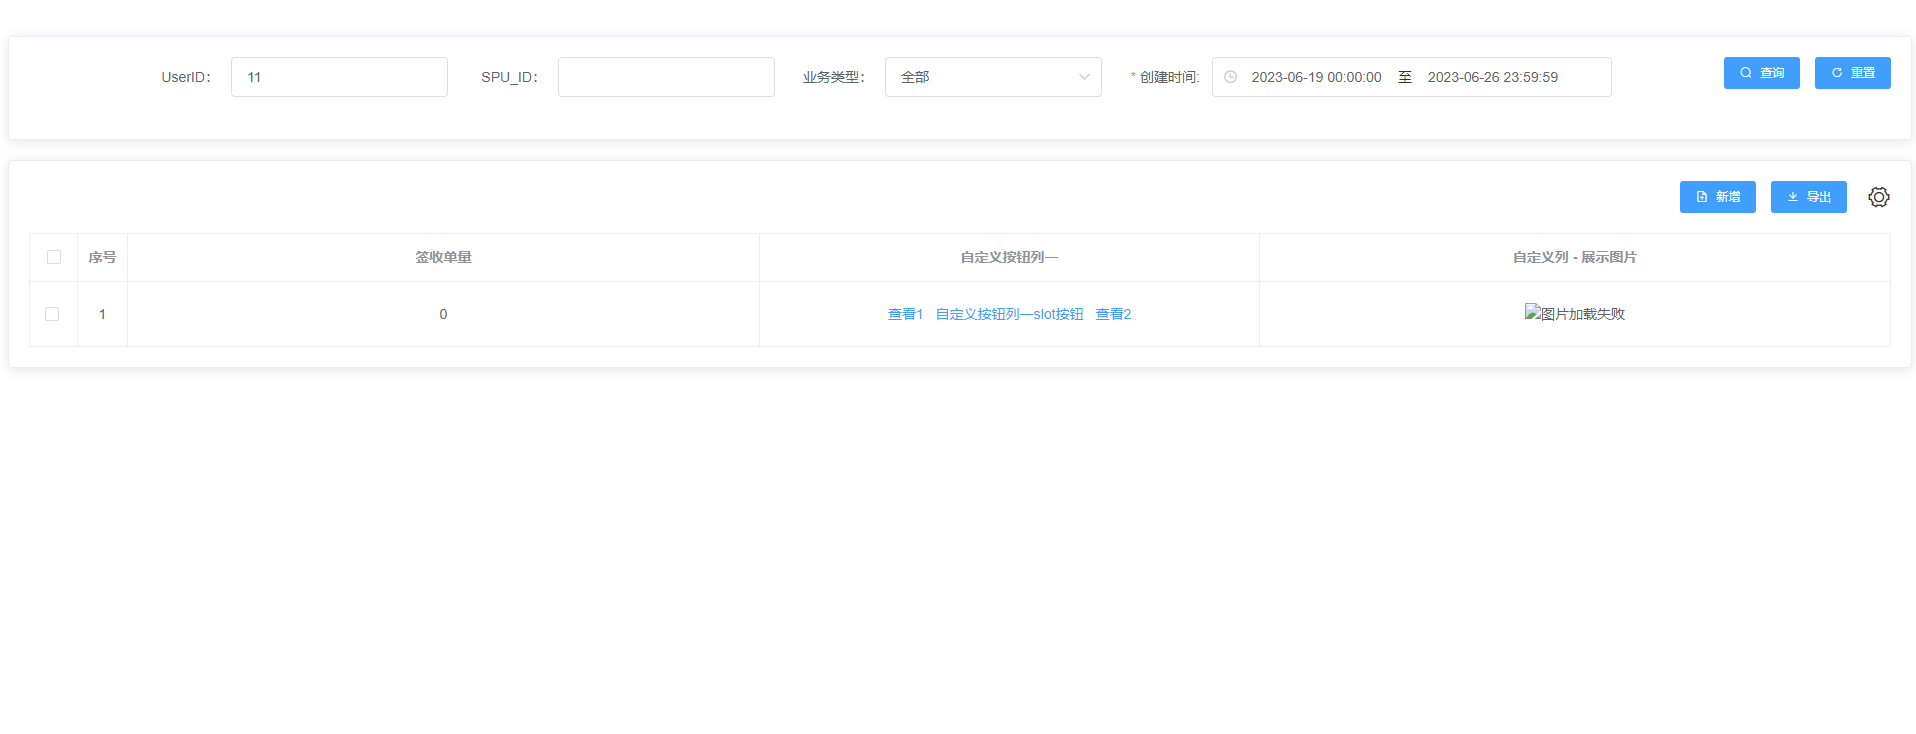 UserID： 11 SPU_ID： 业务类型： 全部 * 创建时间: 2023-06-19 00:00:00 至 2023-06-26 23:59:59 查询 重置
新增 导出
序号 签收单量 自定义按钮列一 自定义列 - 展示图片
1 0 查看1 自定义按钮列一slot按钮 查看2 图片加载失败